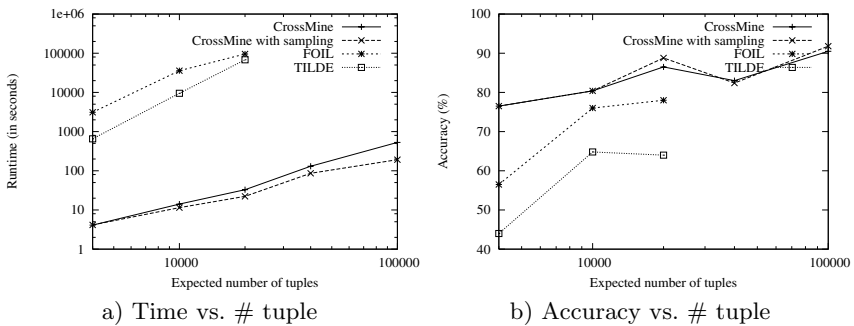 1e+06
100000
10000
1000
100
10
1
Runtime (in seconds)
CrossMine
CrossMine with sampling
FOIL
TILDE
10000
100000
Expected number of tuples
a) Time vs. # tuple
100
90
80
70
60
50
40
Accuracy (%)
CrossMine
CrossMine with sampling
FOIL
TILDE
10000
100000
Expected number of tuples
b) Accuracy vs. # tuple